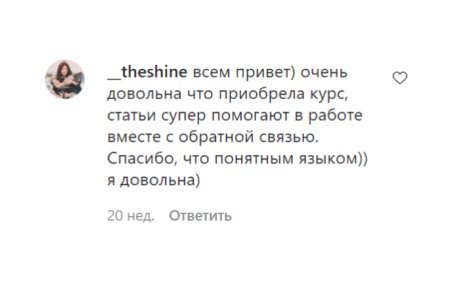 __theshine всем привет) очень
довольна что приобрела курс,
статьи супер помогают в работе
вместе с обратной связью.
Спасибо, что понятным языком))
я довольна)
20 нед. Ответить